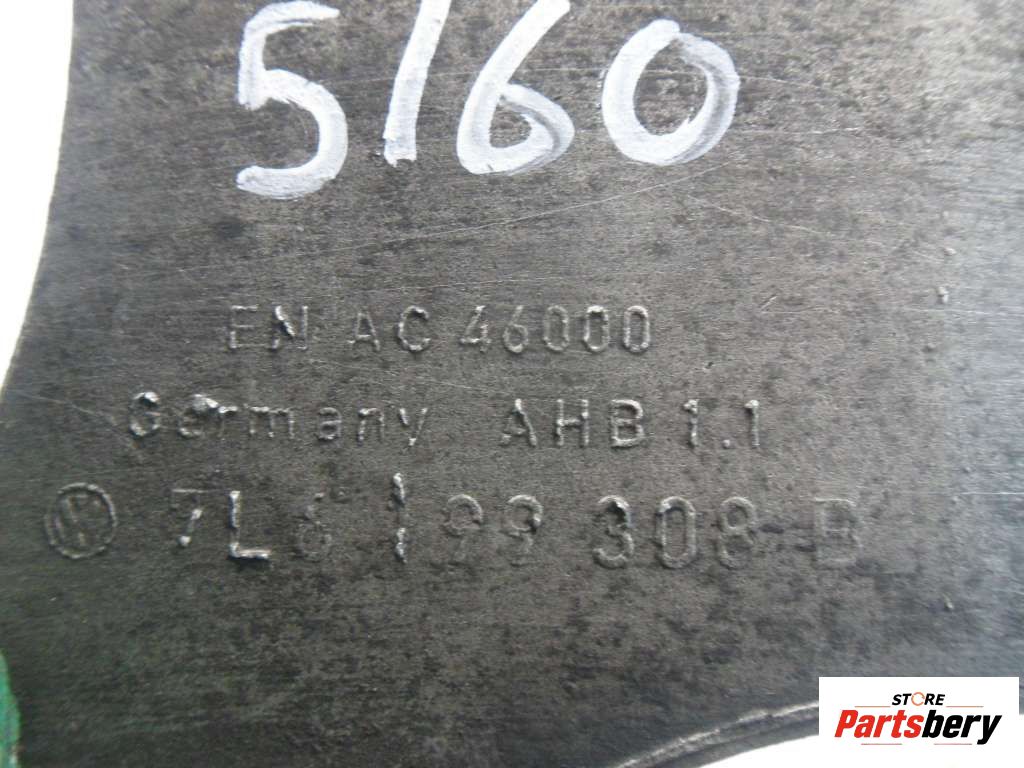 5160
EN AC 46000
Germany AHB 1.1
7L6 199 308 B
STORE
Partsbery